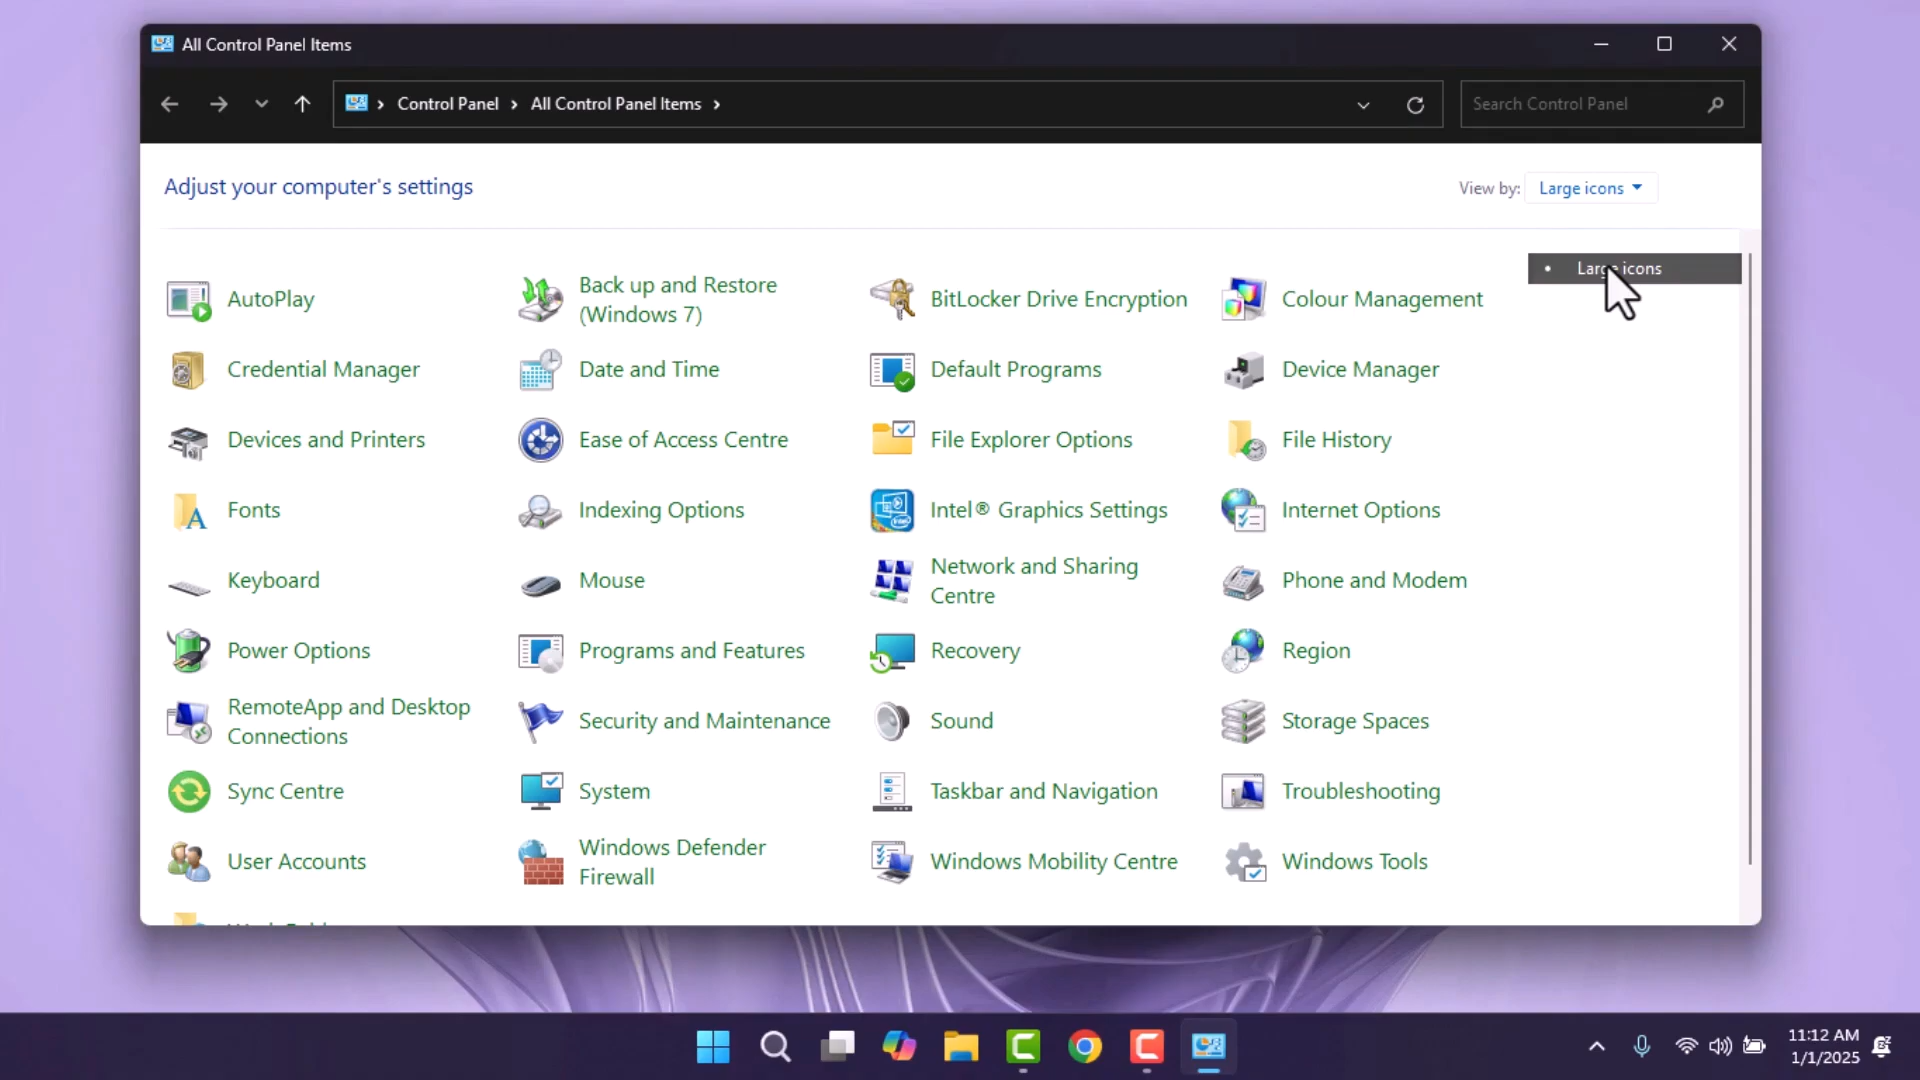 All Control Panel Items
Control Panel
All Control Panel Items
Search Control Panel
Adjust your computer's settings
View by:
Large icons
Large icons
AutoPlay
Back up and Restore
(Windows 7)
BitLocker Drive Encryption
Colour Management
Credential Manager
Date and Time
Default Programs
Device Manager
Devices and Printers
Ease of Access Centre
File Explorer Options
File History
Fonts
Indexing Options
Intel® Graphics Settings
Internet Options
Keyboard
Mouse
Network and Sharing
Centre
Phone and Modem
Power Options
Programs and Features
Recovery
Region
RemoteApp and Desktop
Connections
Security and Maintenance
Sound
Storage Spaces
Sync Centre
System
Taskbar and Navigation
Troubleshooting
User Accounts
Windows Defender
Firewall
Windows Mobility Centre
Windows Tools
11:12 AM
1/1/2025